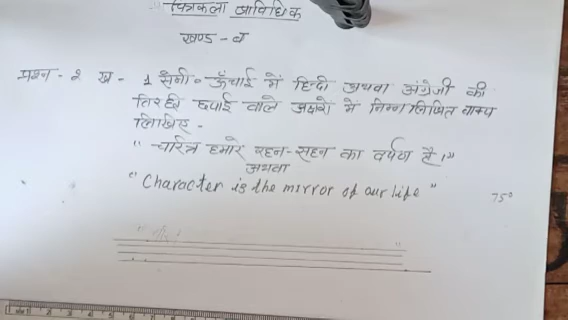 चित्रकला प्राविधिक
खण्ड - ब
प्रश्न - २ ख - 1 सेमी० ऊँचाई में हिन्दी अथवा अंग्रेजी की
तिरछी छपाई वाले अक्षरो में निम्नलिखित वाक्य
लिखिए -
" चरित्र हमारे रहन-सहन का दर्पण है।"
अथवा
"Character is the mirror of our life"
75°